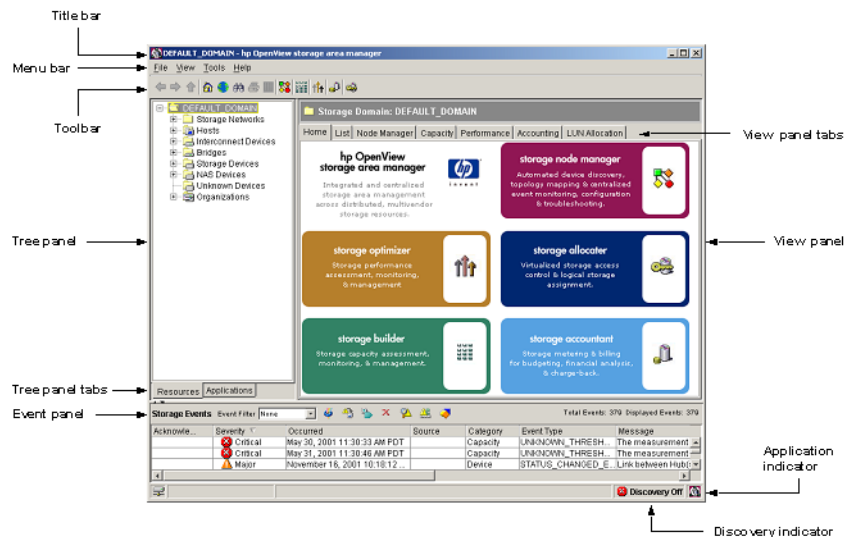 Title bar
DEFAULT_DOMAIN - hp OpenView storage area manager
Menu bar
File View Tools Help
Toolbar
DEFAULT_DOMAIN
Storage Networks
Hosts
Interconnect Devices
Bridges
Storage Devices
NAS Devices
Unknown Devices
Organizations
Storage Domain: DEFAULT_DOMAIN
Home List Node Manager Capacity Performance Accounting LUN Allocation
View panel tabs
hp OpenView
storage area manager
Integrated and centralized
storage area management
across distributed, multivendor
storage resources.
hp
invent
storage node manager
Automated device discovery,
topology mapping & centralized
event monitoring, configuration
& troubleshooting.
Tree panel
View panel
storage optimizer
Storage performance
assessment, monitoring,
& management
storage allocater
Virtualized storage access
control & logical storage
assignment.
storage builder
Storage capacity assessment,
monitoring, & management.
storage accountant
Storage metering & billing
for budgeting, financial analysis,
& charge-back.
Tree panel tabs
Resources Applications
Event panel
Storage Events Event Filter None Total Events: 379 Displayed Events: 379
Acknowle... Severity Occurred Source Category Event Type Message
Critical May 30, 2001 11:30:33 AM PDT Capacity UNKNOWN_THRESH... The measurement
Critical May 31, 2001 11:30:46 AM PDT Capacity UNKNOWN_THRESH... The measurement
Major November 16, 2001 10:18:12 ... Device STATUS_CHANGED_E... Link between Hub(s
Discovery Off
Application
indicator
Discovery indicator